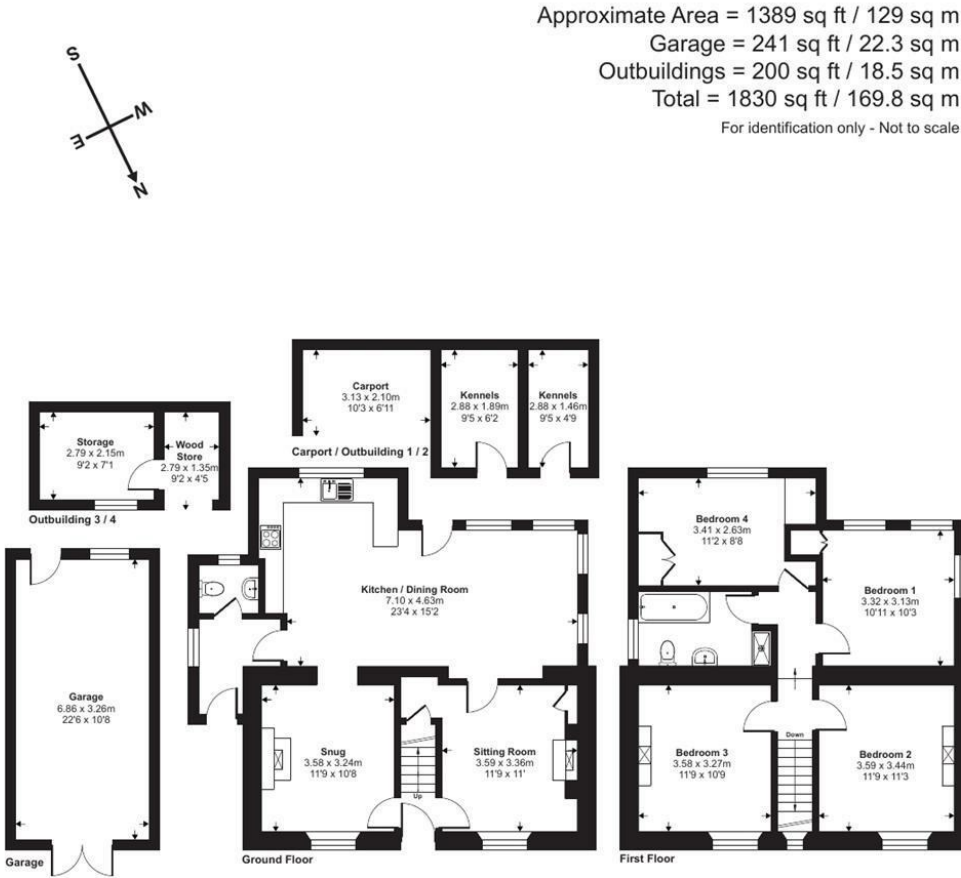 Approximate Area = 1389 sq ft / 129 sq m
Garage = 241 sq ft / 22.3 sq m
Outbuildings = 200 sq ft / 18.5 sq m
Total = 1830 sq ft / 169.8 sq m
For identification only - Not to scale
S
W
E
N
Carport
3.13 x 2.10m
10'3 x 6'11
Kennels
2.88 x 1.89m
9'5 x 6'2
Kennels
2.88 x 1.46m
9'5 x 4'9
Carport / Outbuilding 1 / 2
Storage
2.79 x 2.15m
9'2 x 7'1
Wood
Store
2.79 x 1.35m
9'2 x 4'5
Outbuilding 3 / 4
Garage
6.86 x 3.26m
22'6 x 10'8
Garage
Kitchen / Dining Room
7.10 x 4.63m
23'4 x 15'2
Snug
3.58 x 3.24m
11'9 x 10'8
Up
Sitting Room
3.59 x 3.36m
11'9 x 11'
Ground Floor
Bedroom 4
3.41 x 2.63m
11'2 x 8'8
Bedroom 1
3.32 x 3.13m
10'11 x 10'3
Bedroom 3
3.58 x 3.27m
11'9 x 10'9
Down
Bedroom 2
3.59 x 3.44m
11'9 x 11'3
First Floor